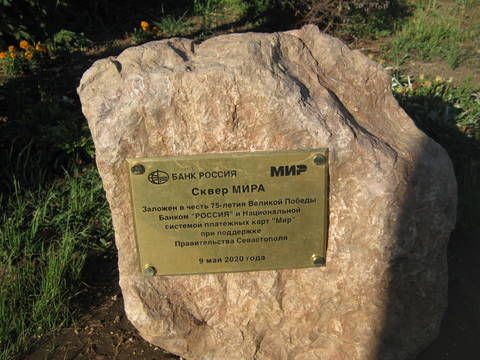 БАНК РОССИЯ МИР
Сквер МИРА
Заложен в честь 75-летия Великой Победы
Банком "РОССИЯ" и Национальной
системой платежных карт "Мир"
при поддержке
Правительства Севастополя
9 мая 2020 года